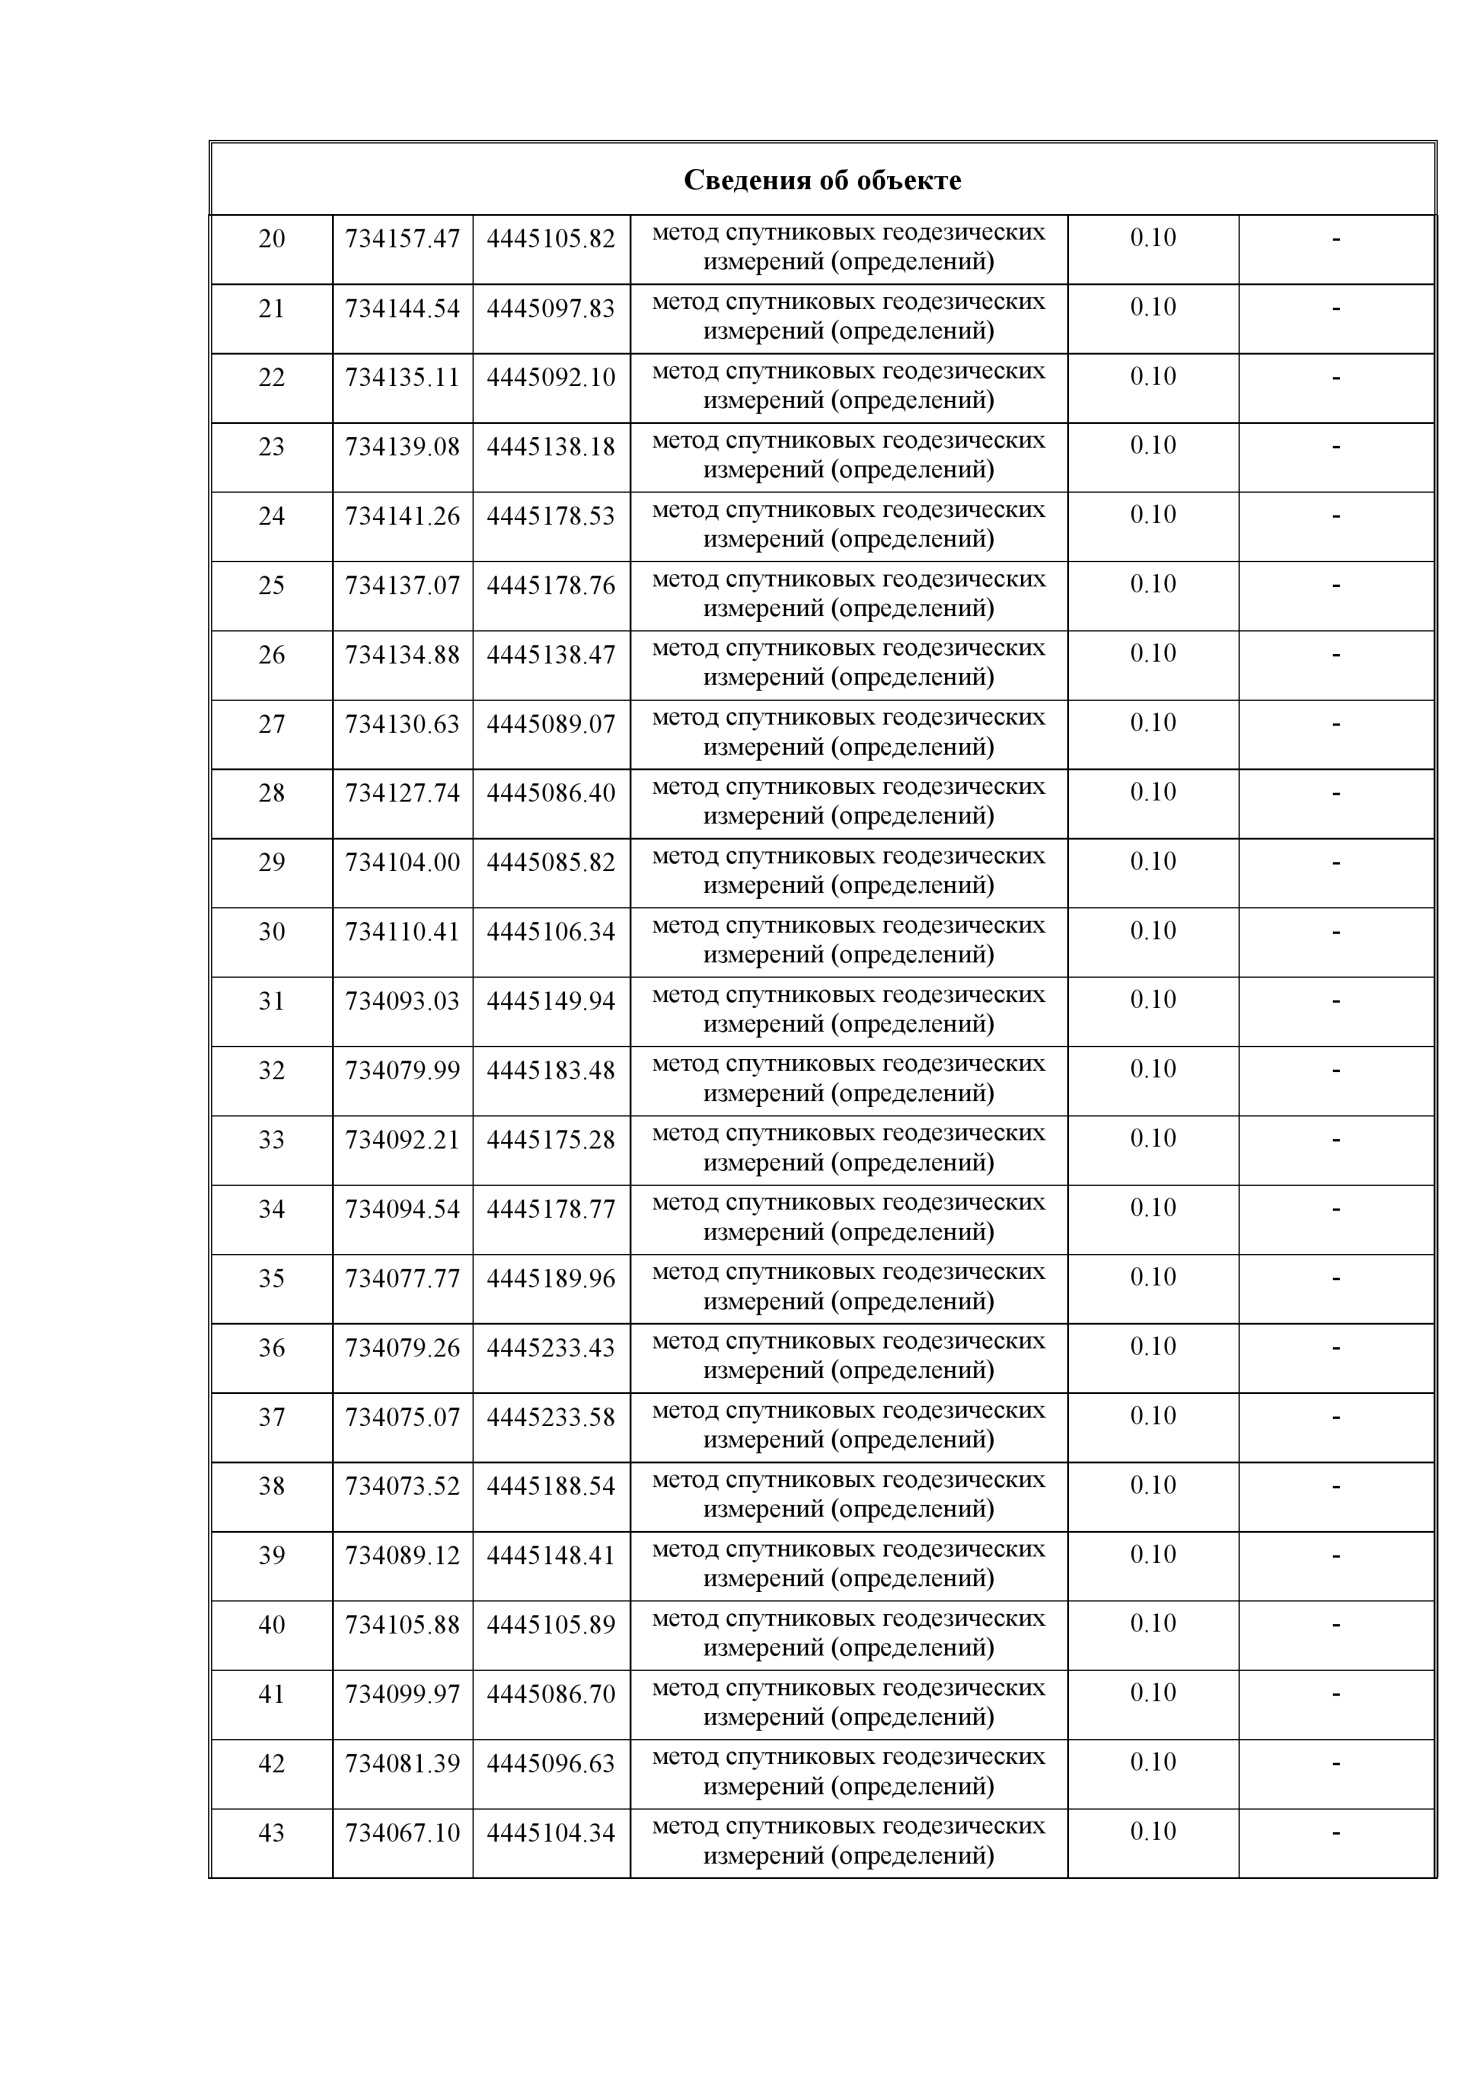 Сведения об объекте
20 734157.47 4445105.82 метод спутниковых геодезических измерений (определений) 0.10 -
21 734144.54 4445097.83 метод спутниковых геодезических измерений (определений) 0.10 -
22 734135.11 4445092.10 метод спутниковых геодезических измерений (определений) 0.10 -
23 734139.08 4445138.18 метод спутниковых геодезических измерений (определений) 0.10 -
24 734141.26 4445178.53 метод спутниковых геодезических измерений (определений) 0.10 -
25 734137.07 4445178.76 метод спутниковых геодезических измерений (определений) 0.10 -
26 734134.88 4445138.47 метод спутниковых геодезических измерений (определений) 0.10 -
27 734130.63 4445089.07 метод спутниковых геодезических измерений (определений) 0.10 -
28 734127.74 4445086.40 метод спутниковых геодезических измерений (определений) 0.10 -
29 734104.00 4445085.82 метод спутниковых геодезических измерений (определений) 0.10 -
30 734110.41 4445106.34 метод спутниковых геодезических измерений (определений) 0.10 -
31 734093.03 4445149.94 метод спутниковых геодезических измерений (определений) 0.10 -
32 734079.99 4445183.48 метод спутниковых геодезических измерений (определений) 0.10 -
33 734092.21 4445175.28 метод спутниковых геодезических измерений (определений) 0.10 -
34 734094.54 4445178.77 метод спутниковых геодезических измерений (определений) 0.10 -
35 734077.77 4445189.96 метод спутниковых геодезических измерений (определений) 0.10 -
36 734079.26 4445233.43 метод спутниковых геодезических измерений (определений) 0.10 -
37 734075.07 4445233.58 метод спутниковых геодезических измерений (определений) 0.10 -
38 734073.52 4445188.54 метод спутниковых геодезических измерений (определений) 0.10 -
39 734089.12 4445148.41 метод спутниковых геодезических измерений (определений) 0.10 -
40 734105.88 4445105.89 метод спутниковых геодезических измерений (определений) 0.10 -
41 734099.97 4445086.70 метод спутниковых геодезических измерений (определений) 0.10 -
42 734081.39 4445096.63 метод спутниковых геодезических измерений (определений) 0.10 -
43 734067.10 4445104.34 метод спутниковых геодезических измерений (определений) 0.10 -